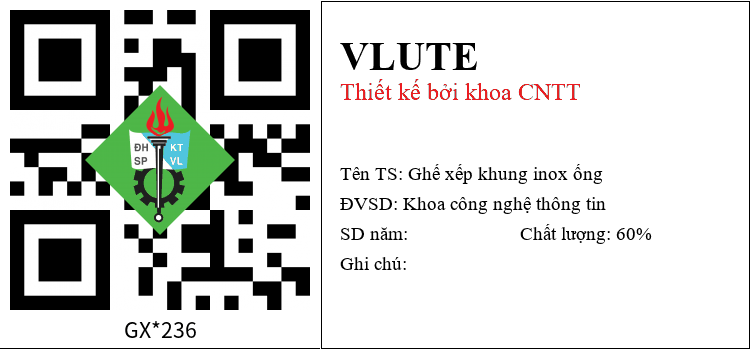 ĐH KT
SP VL
GX*236
VLUTE
Thiết kế bởi khoa CNTT
Tên TS: Ghế xếp khung inox ống
ĐVSD: Khoa công nghệ thông tin
SD năm: Chất lượng: 60%
Ghi chú: